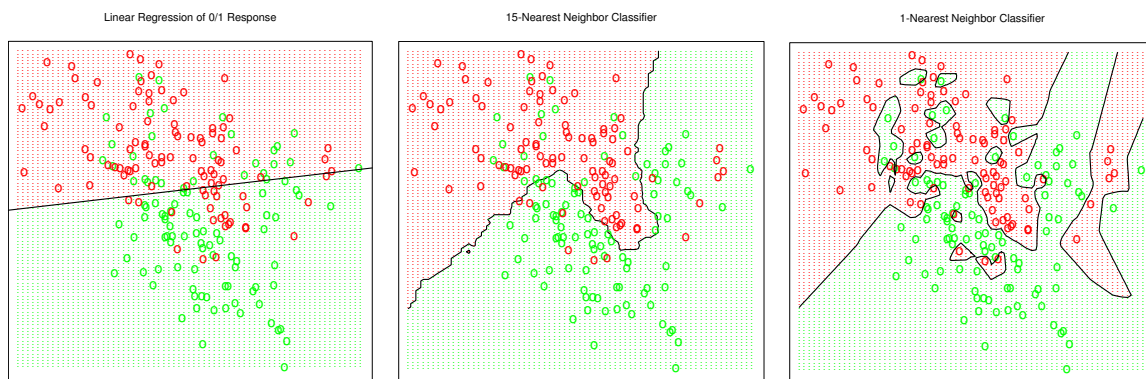 Linear Regression of 0/1 Response
15-Nearest Neighbor Classifier
1-Nearest Neighbor Classifier